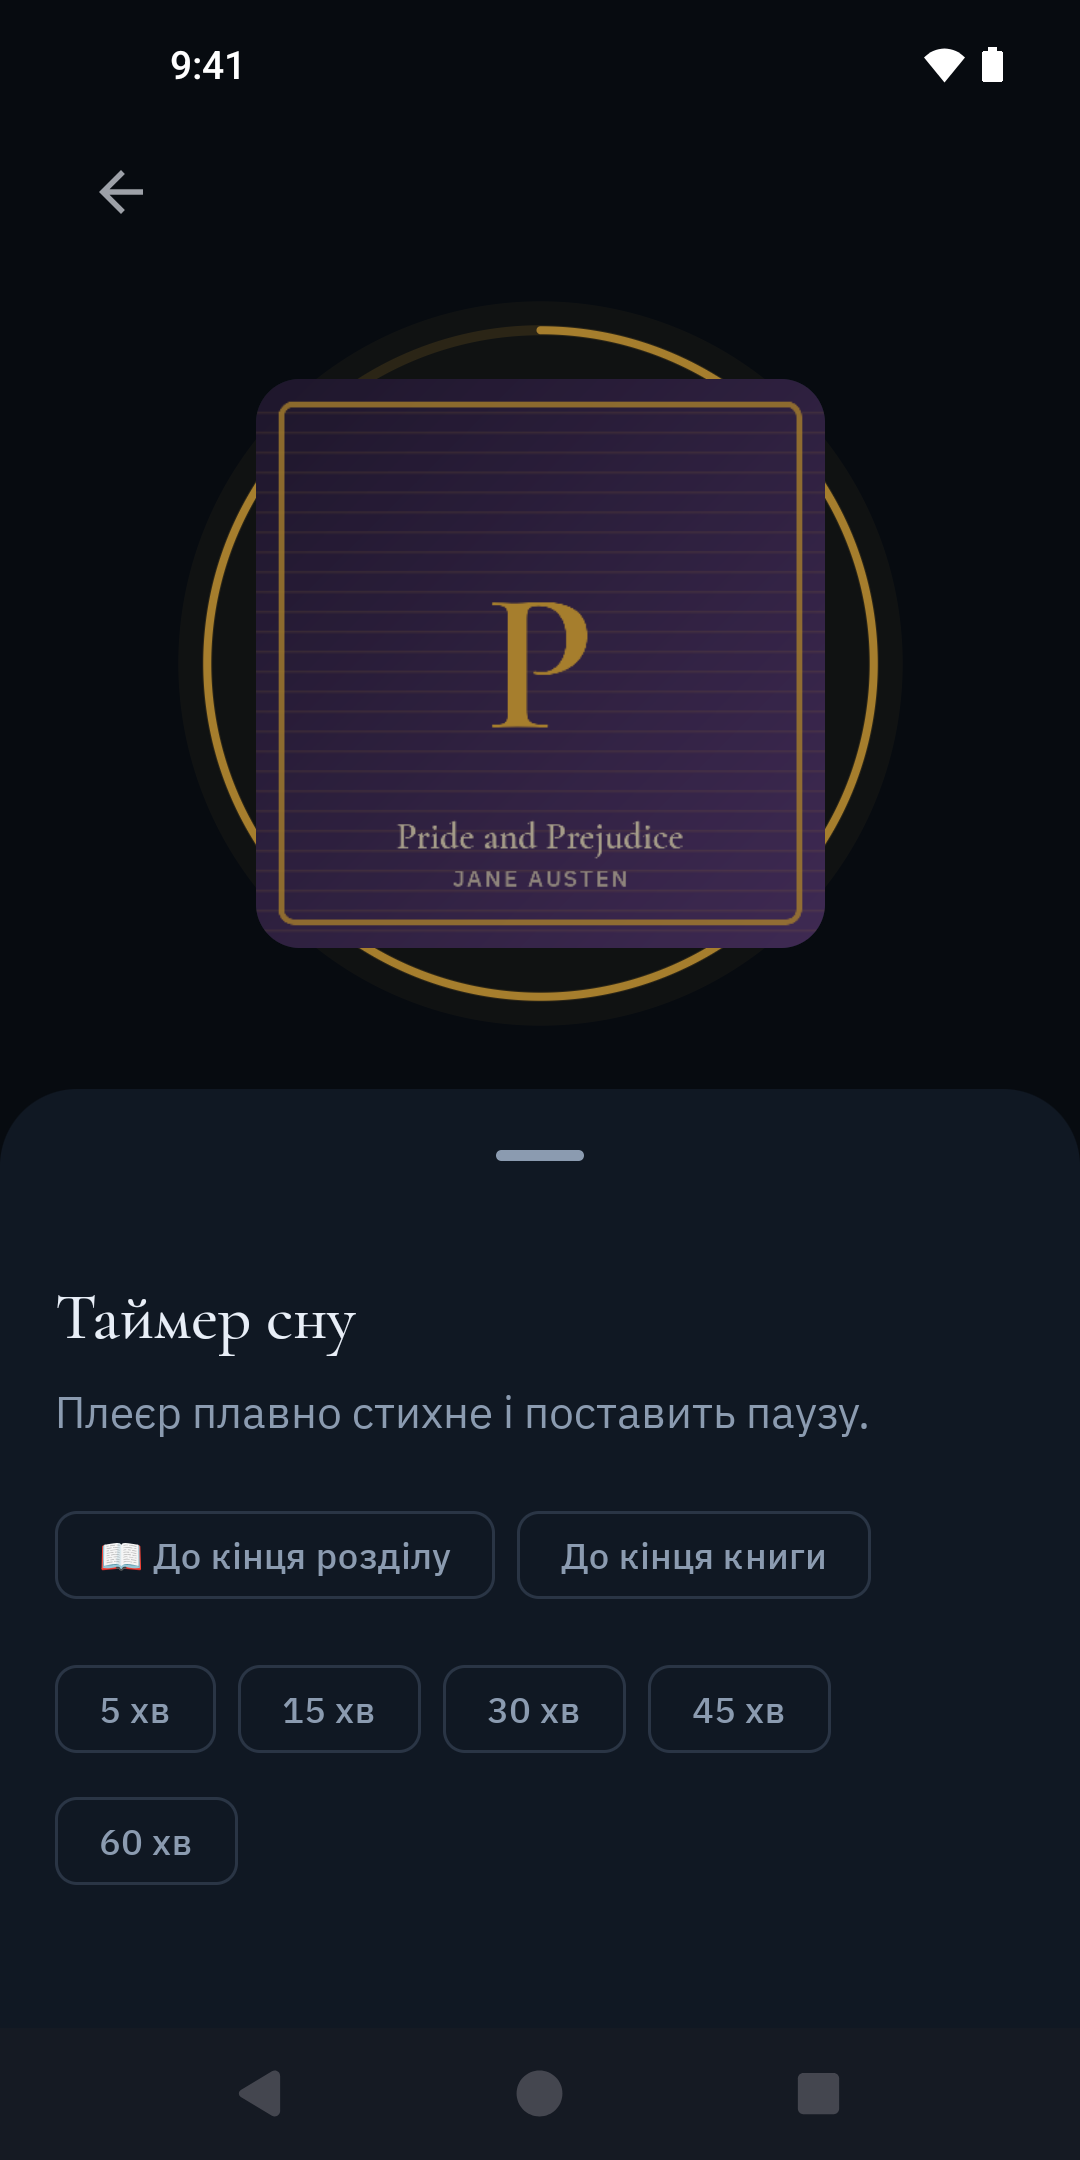 9:41
P
Pride and Prejudice
JANE AUSTEN
Таймер сну
Плеєр плавно стихне і поставить паузу.
📖 До кінця розділу
До кінця книги
5 хв
15 хв
30 хв
45 хв
60 хв